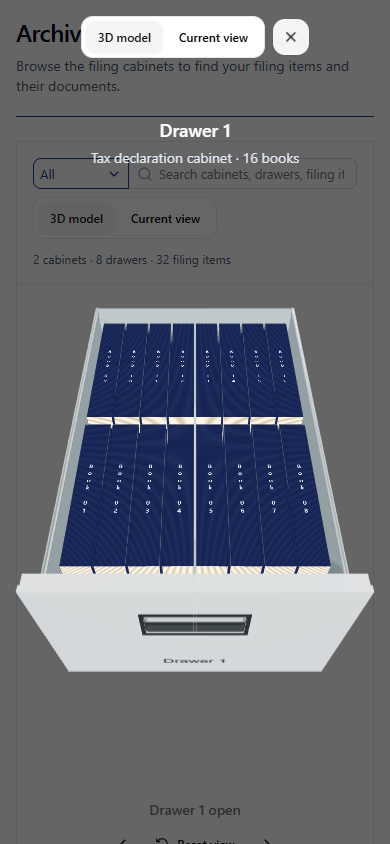 Archiv
3D model
Current view
Browse the filing cabinets to find your filing items and
their documents.
Drawer 1
Tax declaration cabinet · 16 books
All
Search cabinets, drawers, filing it
3D model
Current view
2 cabinets · 8 drawers · 32 filing items
Drawer 1
Drawer 1 open
Reset view